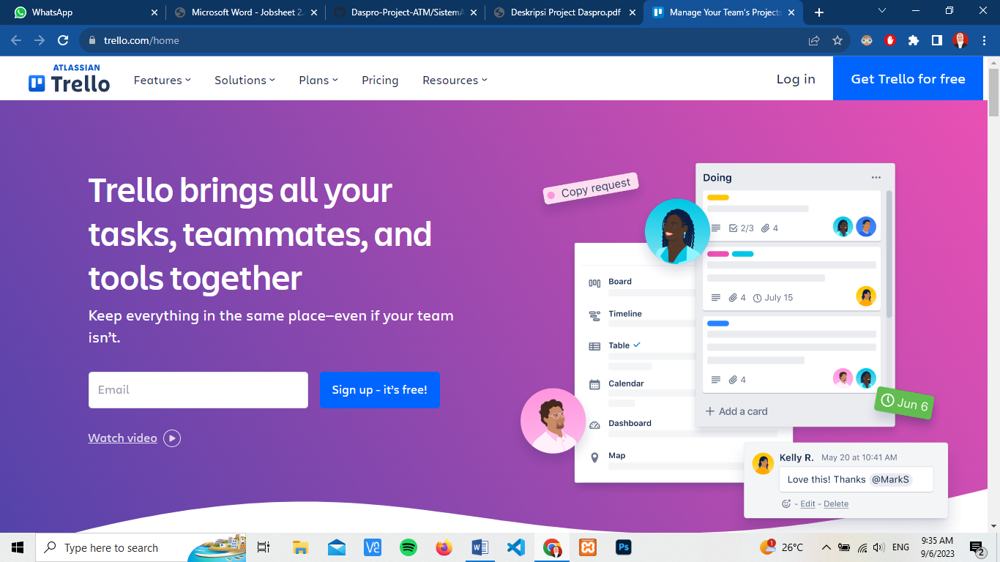 WhatsApp
Microsoft Word - Jobsheet 2.
Daspro-Project-ATM/SistemA
Deskripsi Project Daspro.pdf
Manage Your Team's Projects
trello.com/home
ATLASSIAN
Trello
Features
Solutions
Plans
Pricing
Resources
Log in
Get Trello for free
Trello brings all your
tasks, teammates, and
tools together
Keep everything in the same place—even if your team
isn't.
Email
Sign up - it's free!
Watch video
Copy request
Board
Timeline
Table
Calendar
Dashboard
Map
Doing
2/3 4
4 July 15
4
+ Add a card
Jun 6
Kelly R. May 20 at 10:41 AM
Love this! Thanks @MarkS
- Edit - Delete
Type here to search
VE
W
Ps
1
26°C
ENG
9:35 AM
9/6/2023
2